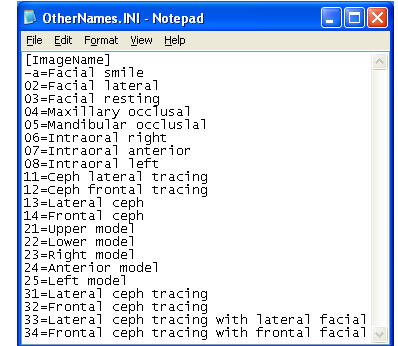 OtherNames.INI - Notepad
File Edit Format View Help
[ImageName]
-a=Facial smile
02=Facial lateral
03=Facial resting
04=Maxillary occlusal
05=Mandibular occluslal
06=Intraoral right
07=Intraoral anterior
08=Intraoral left
11=Ceph lateral tracing
12=Ceph frontal tracing
13=Lateral ceph
14=Frontal ceph
21=Upper model
22=Lower model
23=Right model
24=Anterior model
25=Left model
31=Lateral ceph tracing
32=Frontal ceph tracing
33=Lateral ceph tracing with lateral facial
34=Frontal ceph tracing with frontal facial